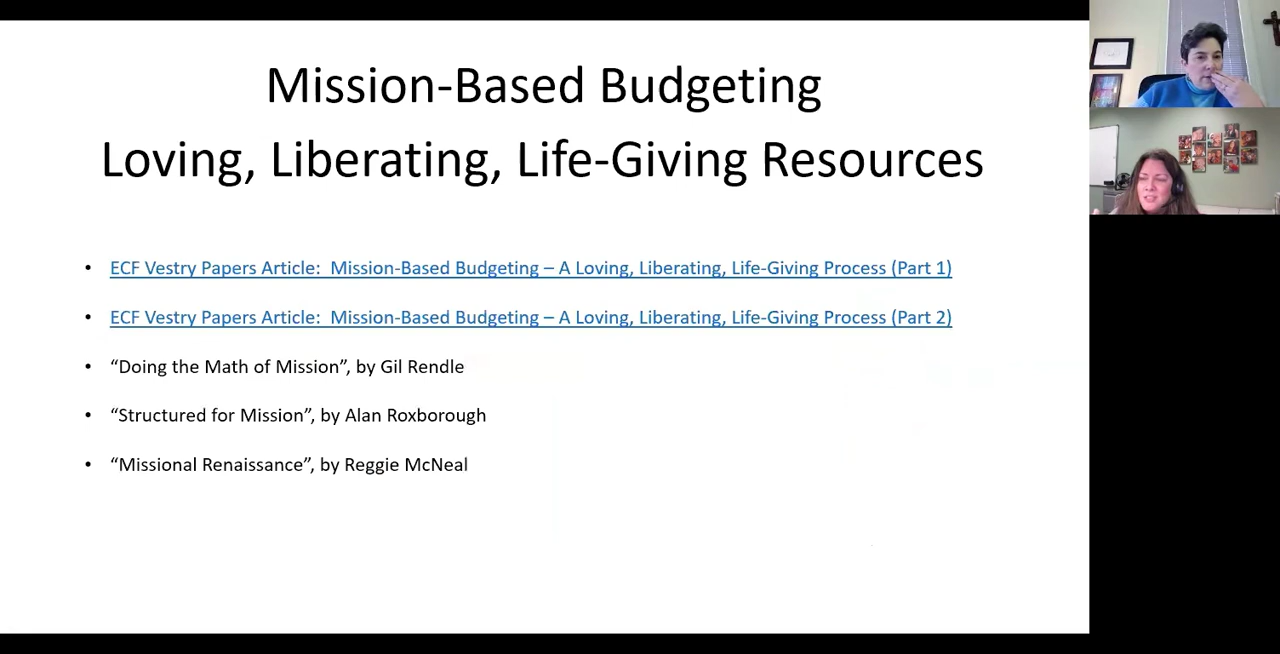 Mission-Based Budgeting
Loving, Liberating, Life-Giving Resources
• ECF Vestry Papers Article:  Mission-Based Budgeting – A Loving, Liberating, Life-Giving Process (Part 1)
• ECF Vestry Papers Article:  Mission-Based Budgeting – A Loving, Liberating, Life-Giving Process (Part 2)
• “Doing the Math of Mission”, by Gil Rendle
• “Structured for Mission”, by Alan Roxborough
• “Missional Renaissance”, by Reggie McNeal